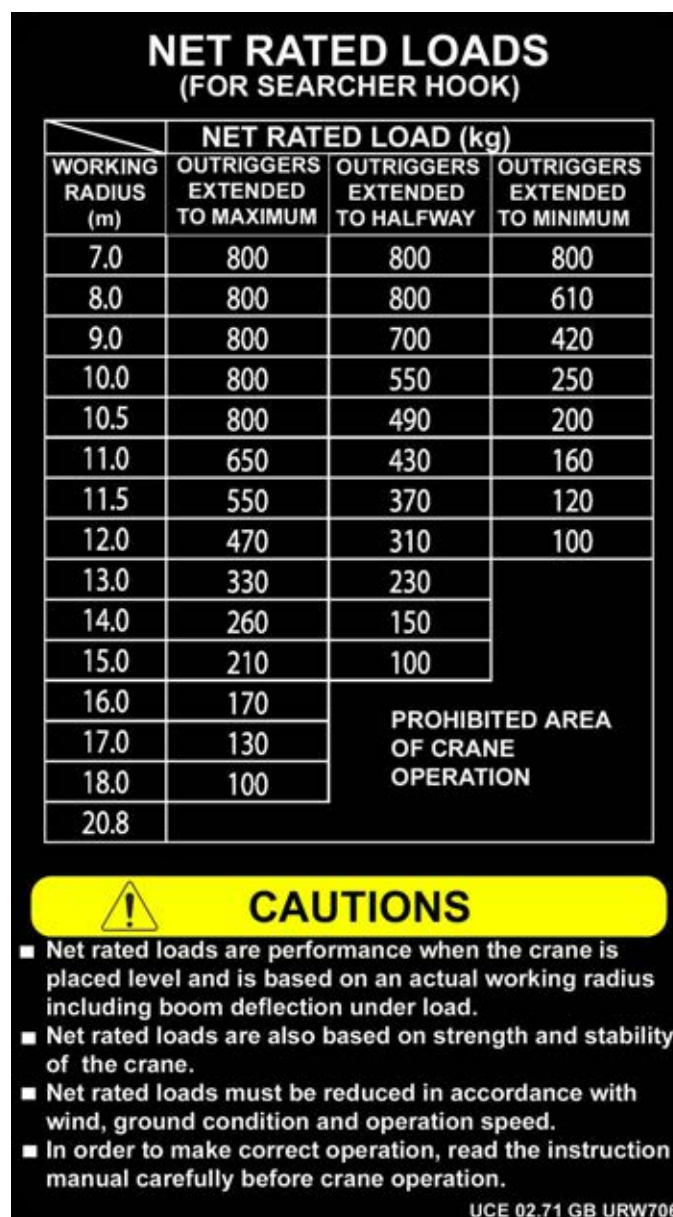 NET RATED LOADS
(FOR SEARCHER HOOK)
NET RATED LOAD (kg)
WORKING RADIUS (m) OUTRIGGERS EXTENDED TO MAXIMUM OUTRIGGERS EXTENDED TO HALFWAY OUTRIGGERS EXTENDED TO MINIMUM
7.0 800 800 800
8.0 800 800 610
9.0 800 700 420
10.0 800 550 250
10.5 800 490 200
11.0 650 430 160
11.5 550 370 120
12.0 470 310 100
13.0 330 230
14.0 260 150
15.0 210 100
16.0 170
17.0 130
18.0 100
20.8
PROHIBITED AREA
OF CRANE
OPERATION
CAUTIONS
■ Net rated loads are performance when the crane is
placed level and is based on an actual working radius
including boom deflection under load.
■ Net rated loads are also based on strength and stability
of the crane.
■ Net rated loads must be reduced in accordance with
wind, ground condition and operation speed.
■ In order to make correct operation, read the instruction
manual carefully before crane operation.
UCE 02.71 GB URW706